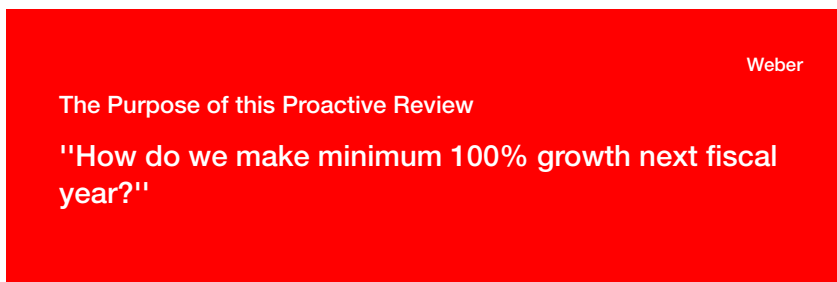 Weber
The Purpose of this Proactive Review
''How do we make minimum 100% growth next fiscal
year?''